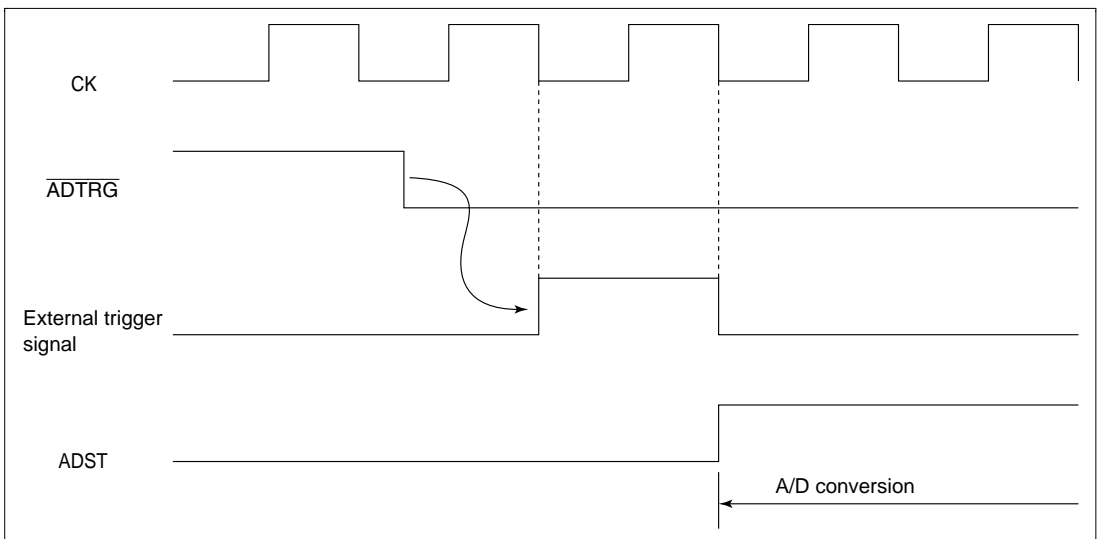 CK
ADTRG
External trigger
signal
ADST
A/D conversion